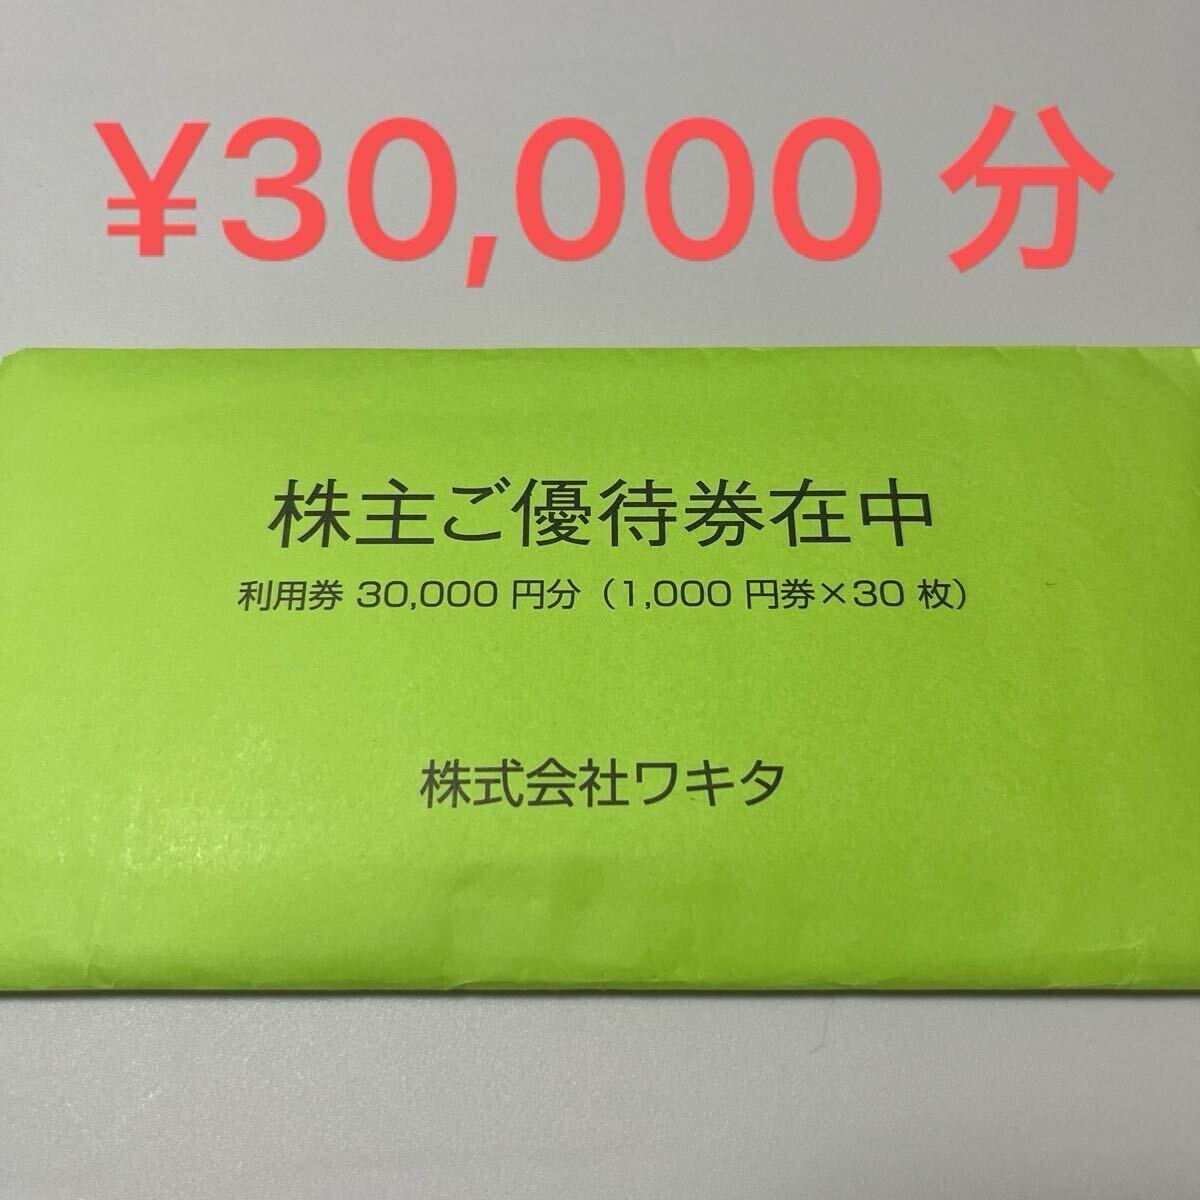 ¥30,000 分
株主ご優待券在中
利用券 30,000 円分（1,000 円券×30 枚）
株式会社ワキタ